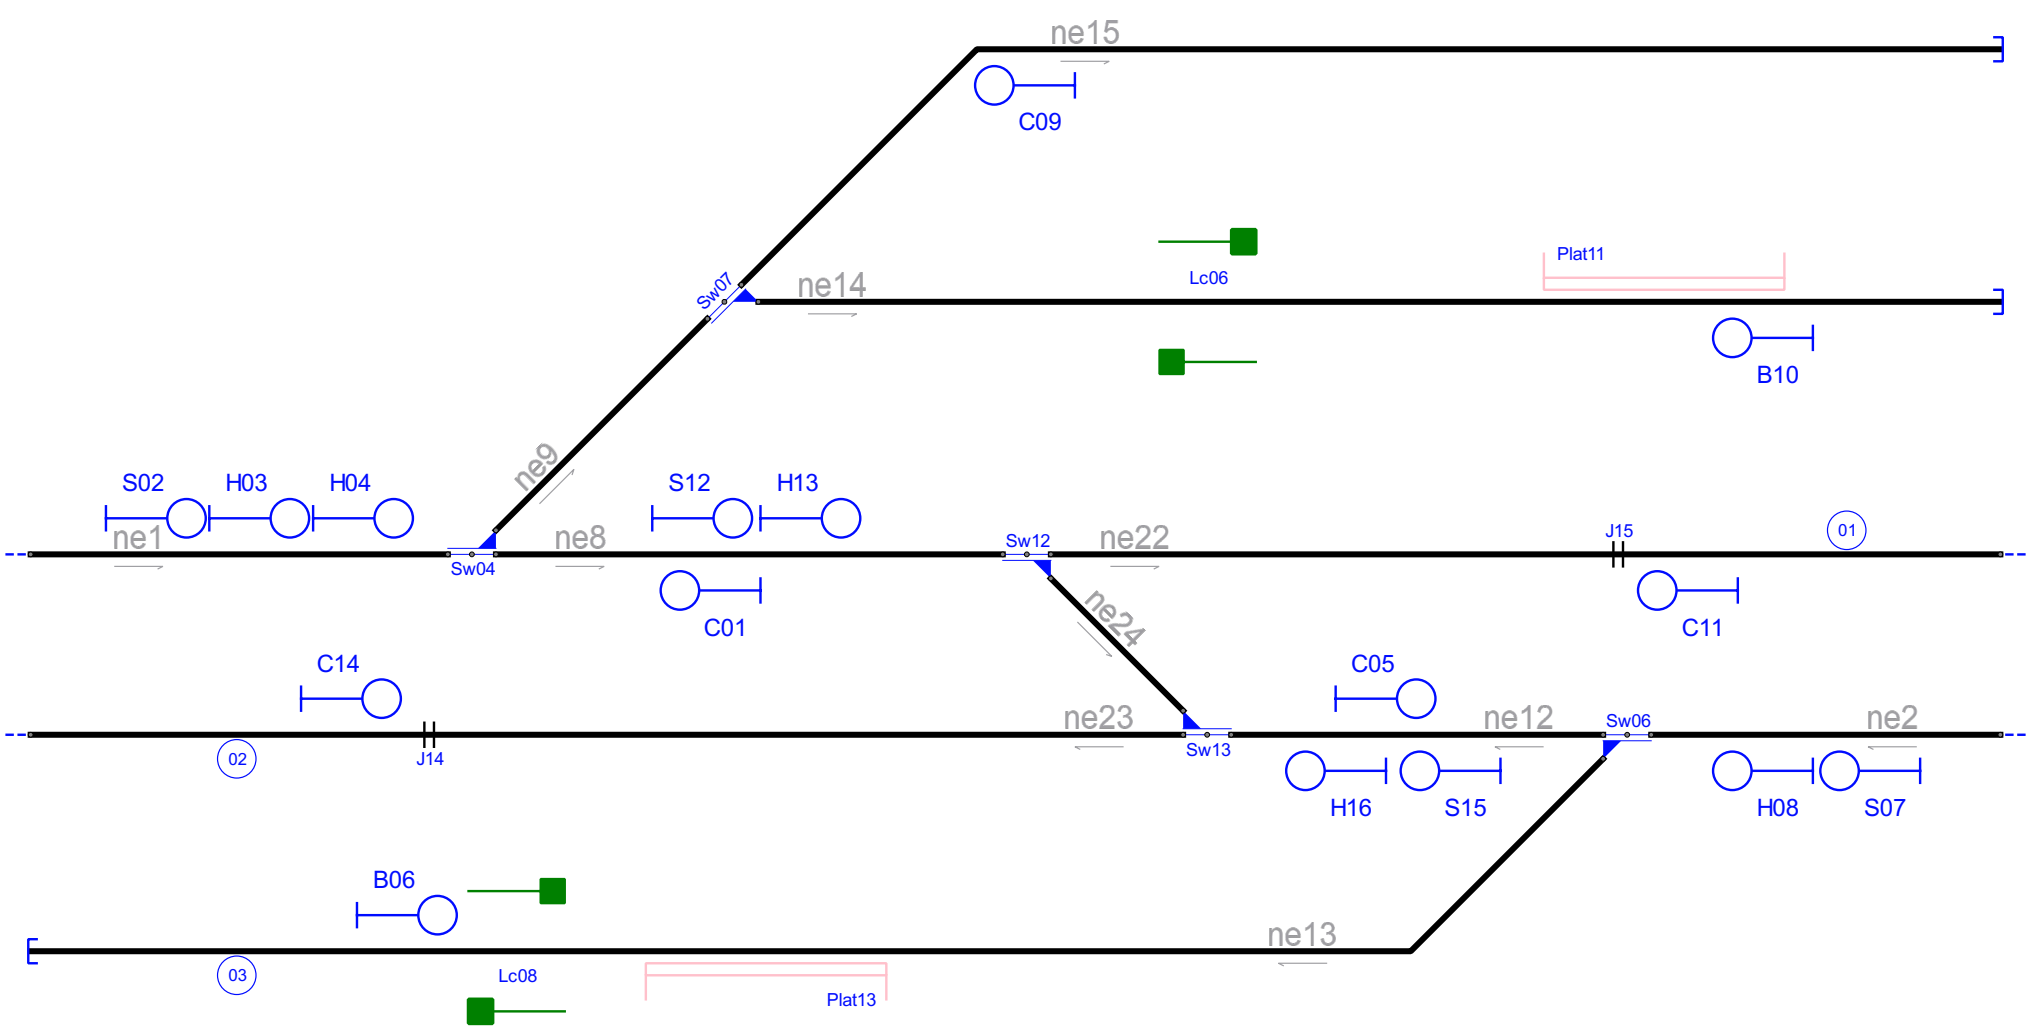 ne15
C09
Plat11
Sw07
ne14
Lc06
B10
ne9
S02 H03 H04 S12 H13
ne1 ne8 Sw12 ne22 J15 01
Sw04
ne24
C01 C11
C14 C05
ne23 ne12 Sw06 ne2
02 J14 Sw13
H16 S15 H08 S07
B06
ne13
03 Lc08
Plat13